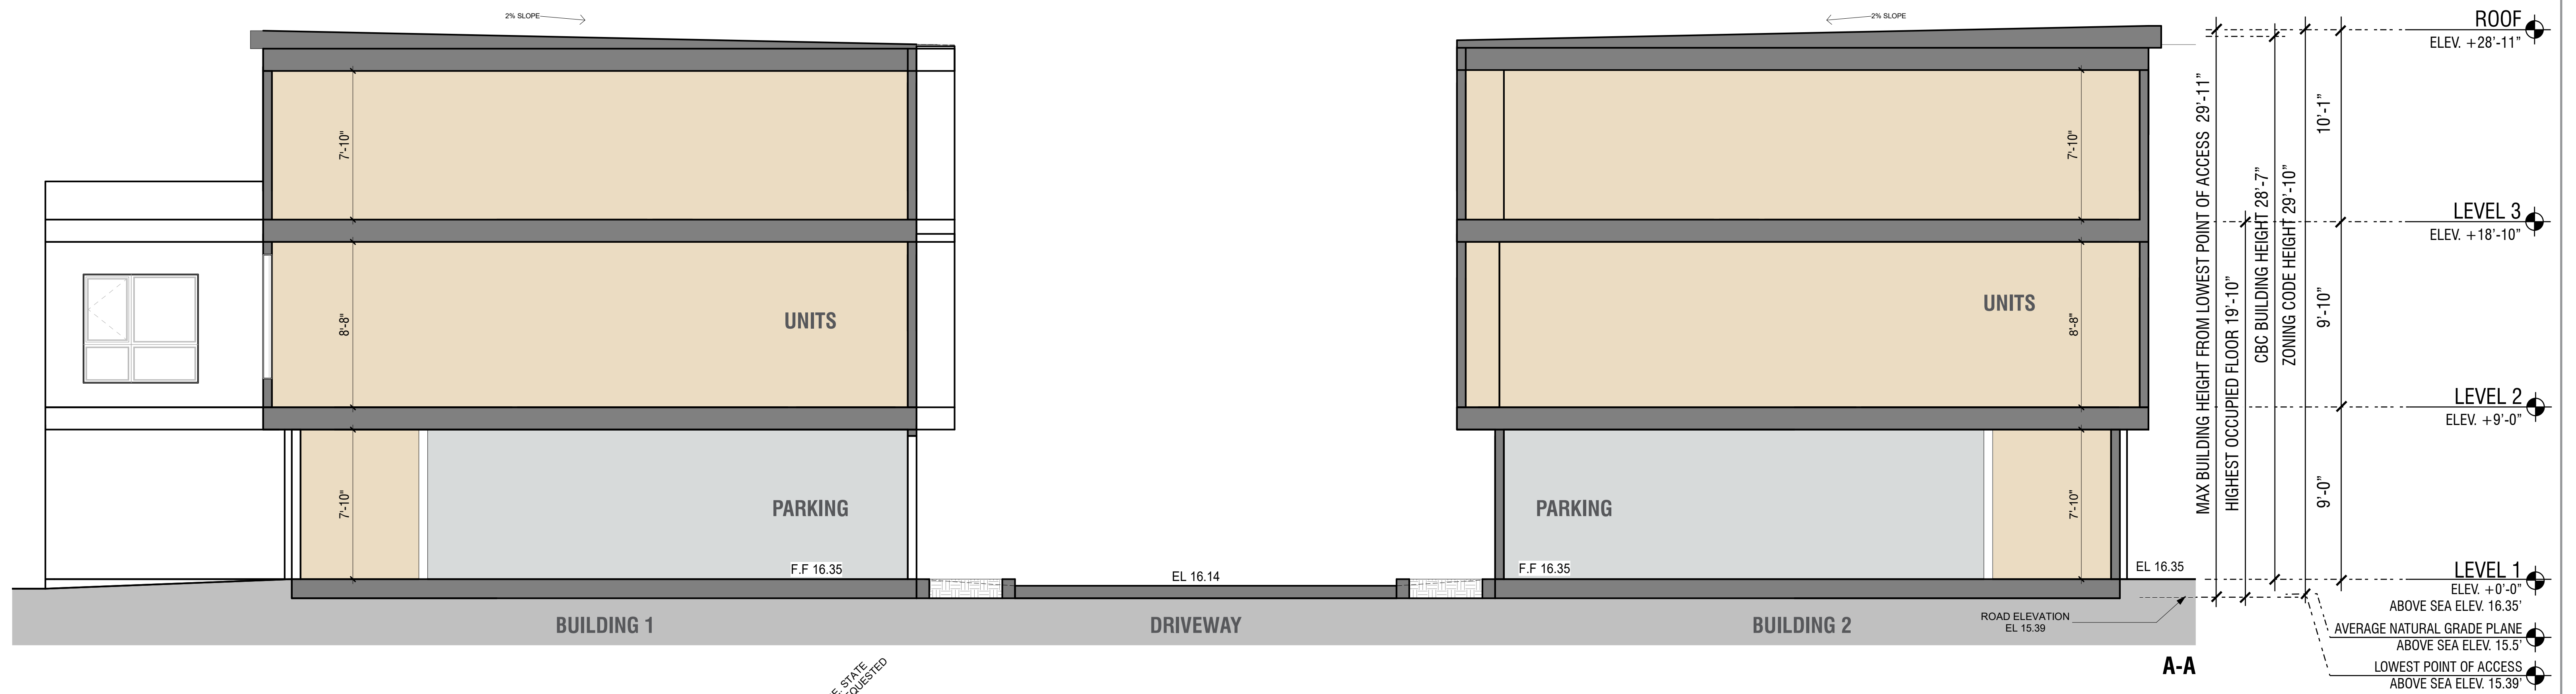 2% SLOPE
2% SLOPE
ROOF
ELEV. +28'-11"
7'-10"
7'-10"
10'-1"
MAX BUILDING HEIGHT FROM LOWEST POINT OF ACCESS 29'-11"
HIGHEST OCCUPIED FLOOR 19'-10"
CBC BUILDING HEIGHT 28'-7"
ZONING CODE HEIGHT 29'-10"
LEVEL 3
ELEV. +18'-10"
8'-8"
UNITS
UNITS
8'-8"
9'-10"
LEVEL 2
ELEV. +9'-0"
7'-10"
PARKING
PARKING
7'-10"
9'-0"
F.F 16.35
EL 16.14
F.F 16.35
EL 16.35
LEVEL 1
ELEV. +0'-0"
ABOVE SEA ELEV. 16.35'
BUILDING 1
DRIVEWAY
BUILDING 2
ROAD ELEVATION
EL 15.39
AVERAGE NATURAL GRADE PLANE
ABOVE SEA ELEV. 15.5'
LOWEST POINT OF ACCESS
ABOVE SEA ELEV. 15.39'
A-A
STATE